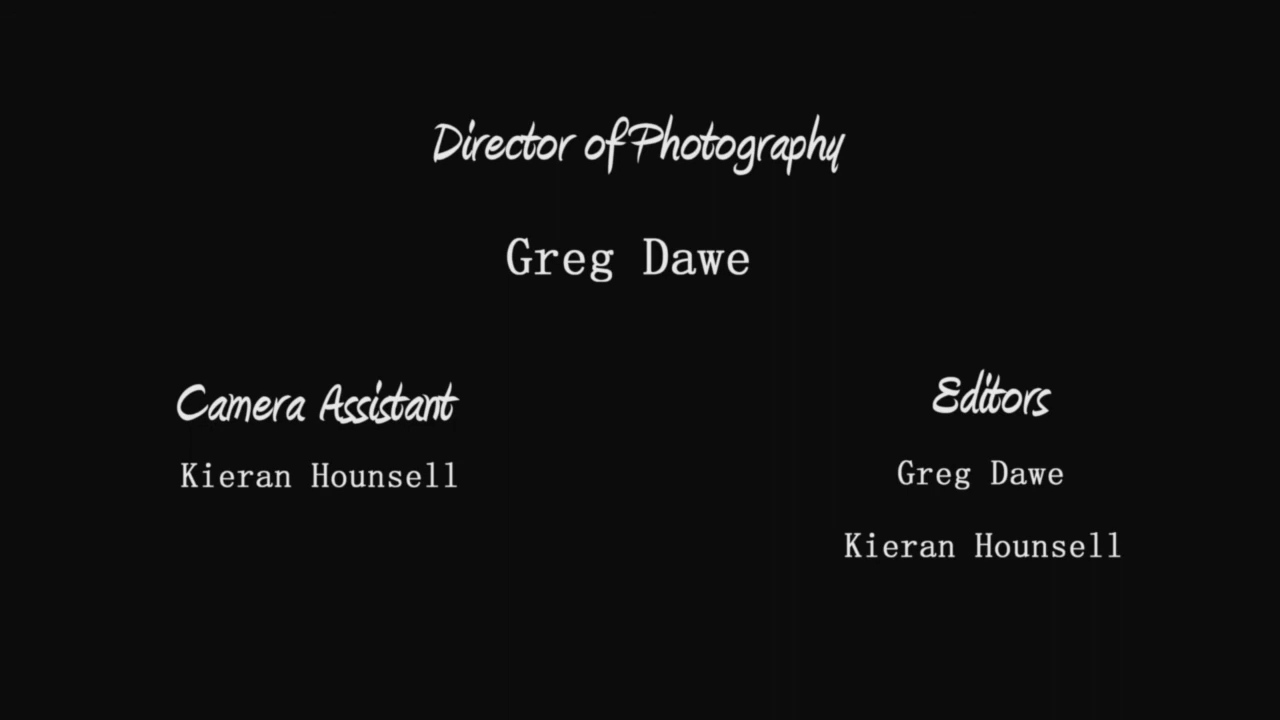 Director of Photography
Greg Dawe
Camera Assistant
Kieran Hounsell
Editors
Greg Dawe
Kieran Hounsell